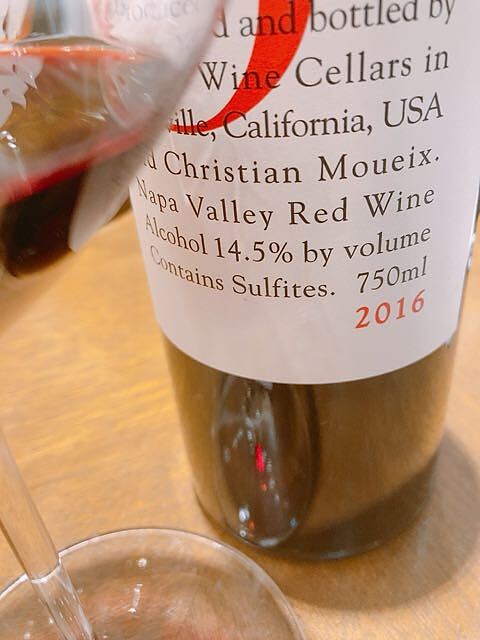 and bottled by
Wine Cellars in
ville, California, USA
d Christian Moueix.
Napa Valley Red Wine
Alcohol 14.5% by volume
Contains Sulfites. 750ml
2016